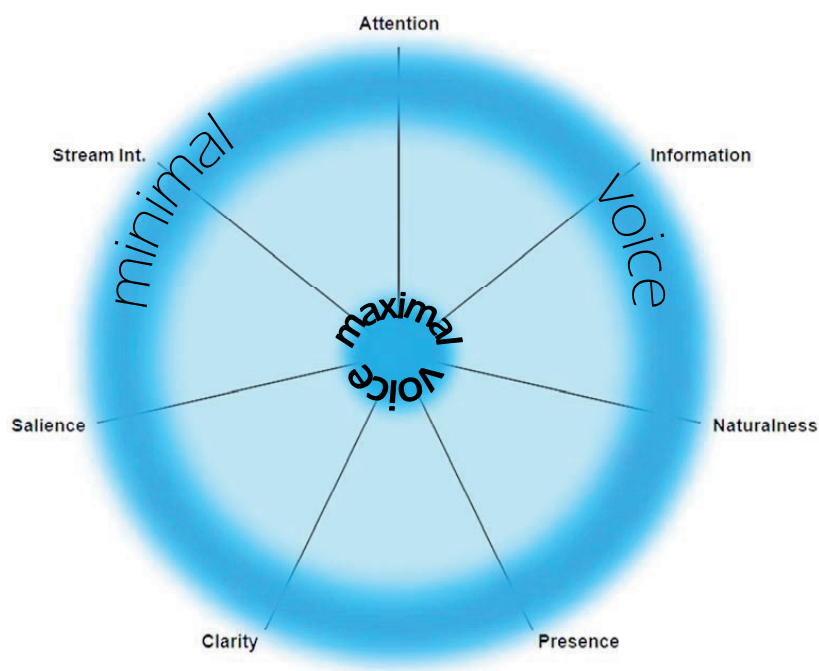 Attention
Stream Int.
Information
minimal
voice
maximal
voice
Salience
Naturalness
Clarity
Presence